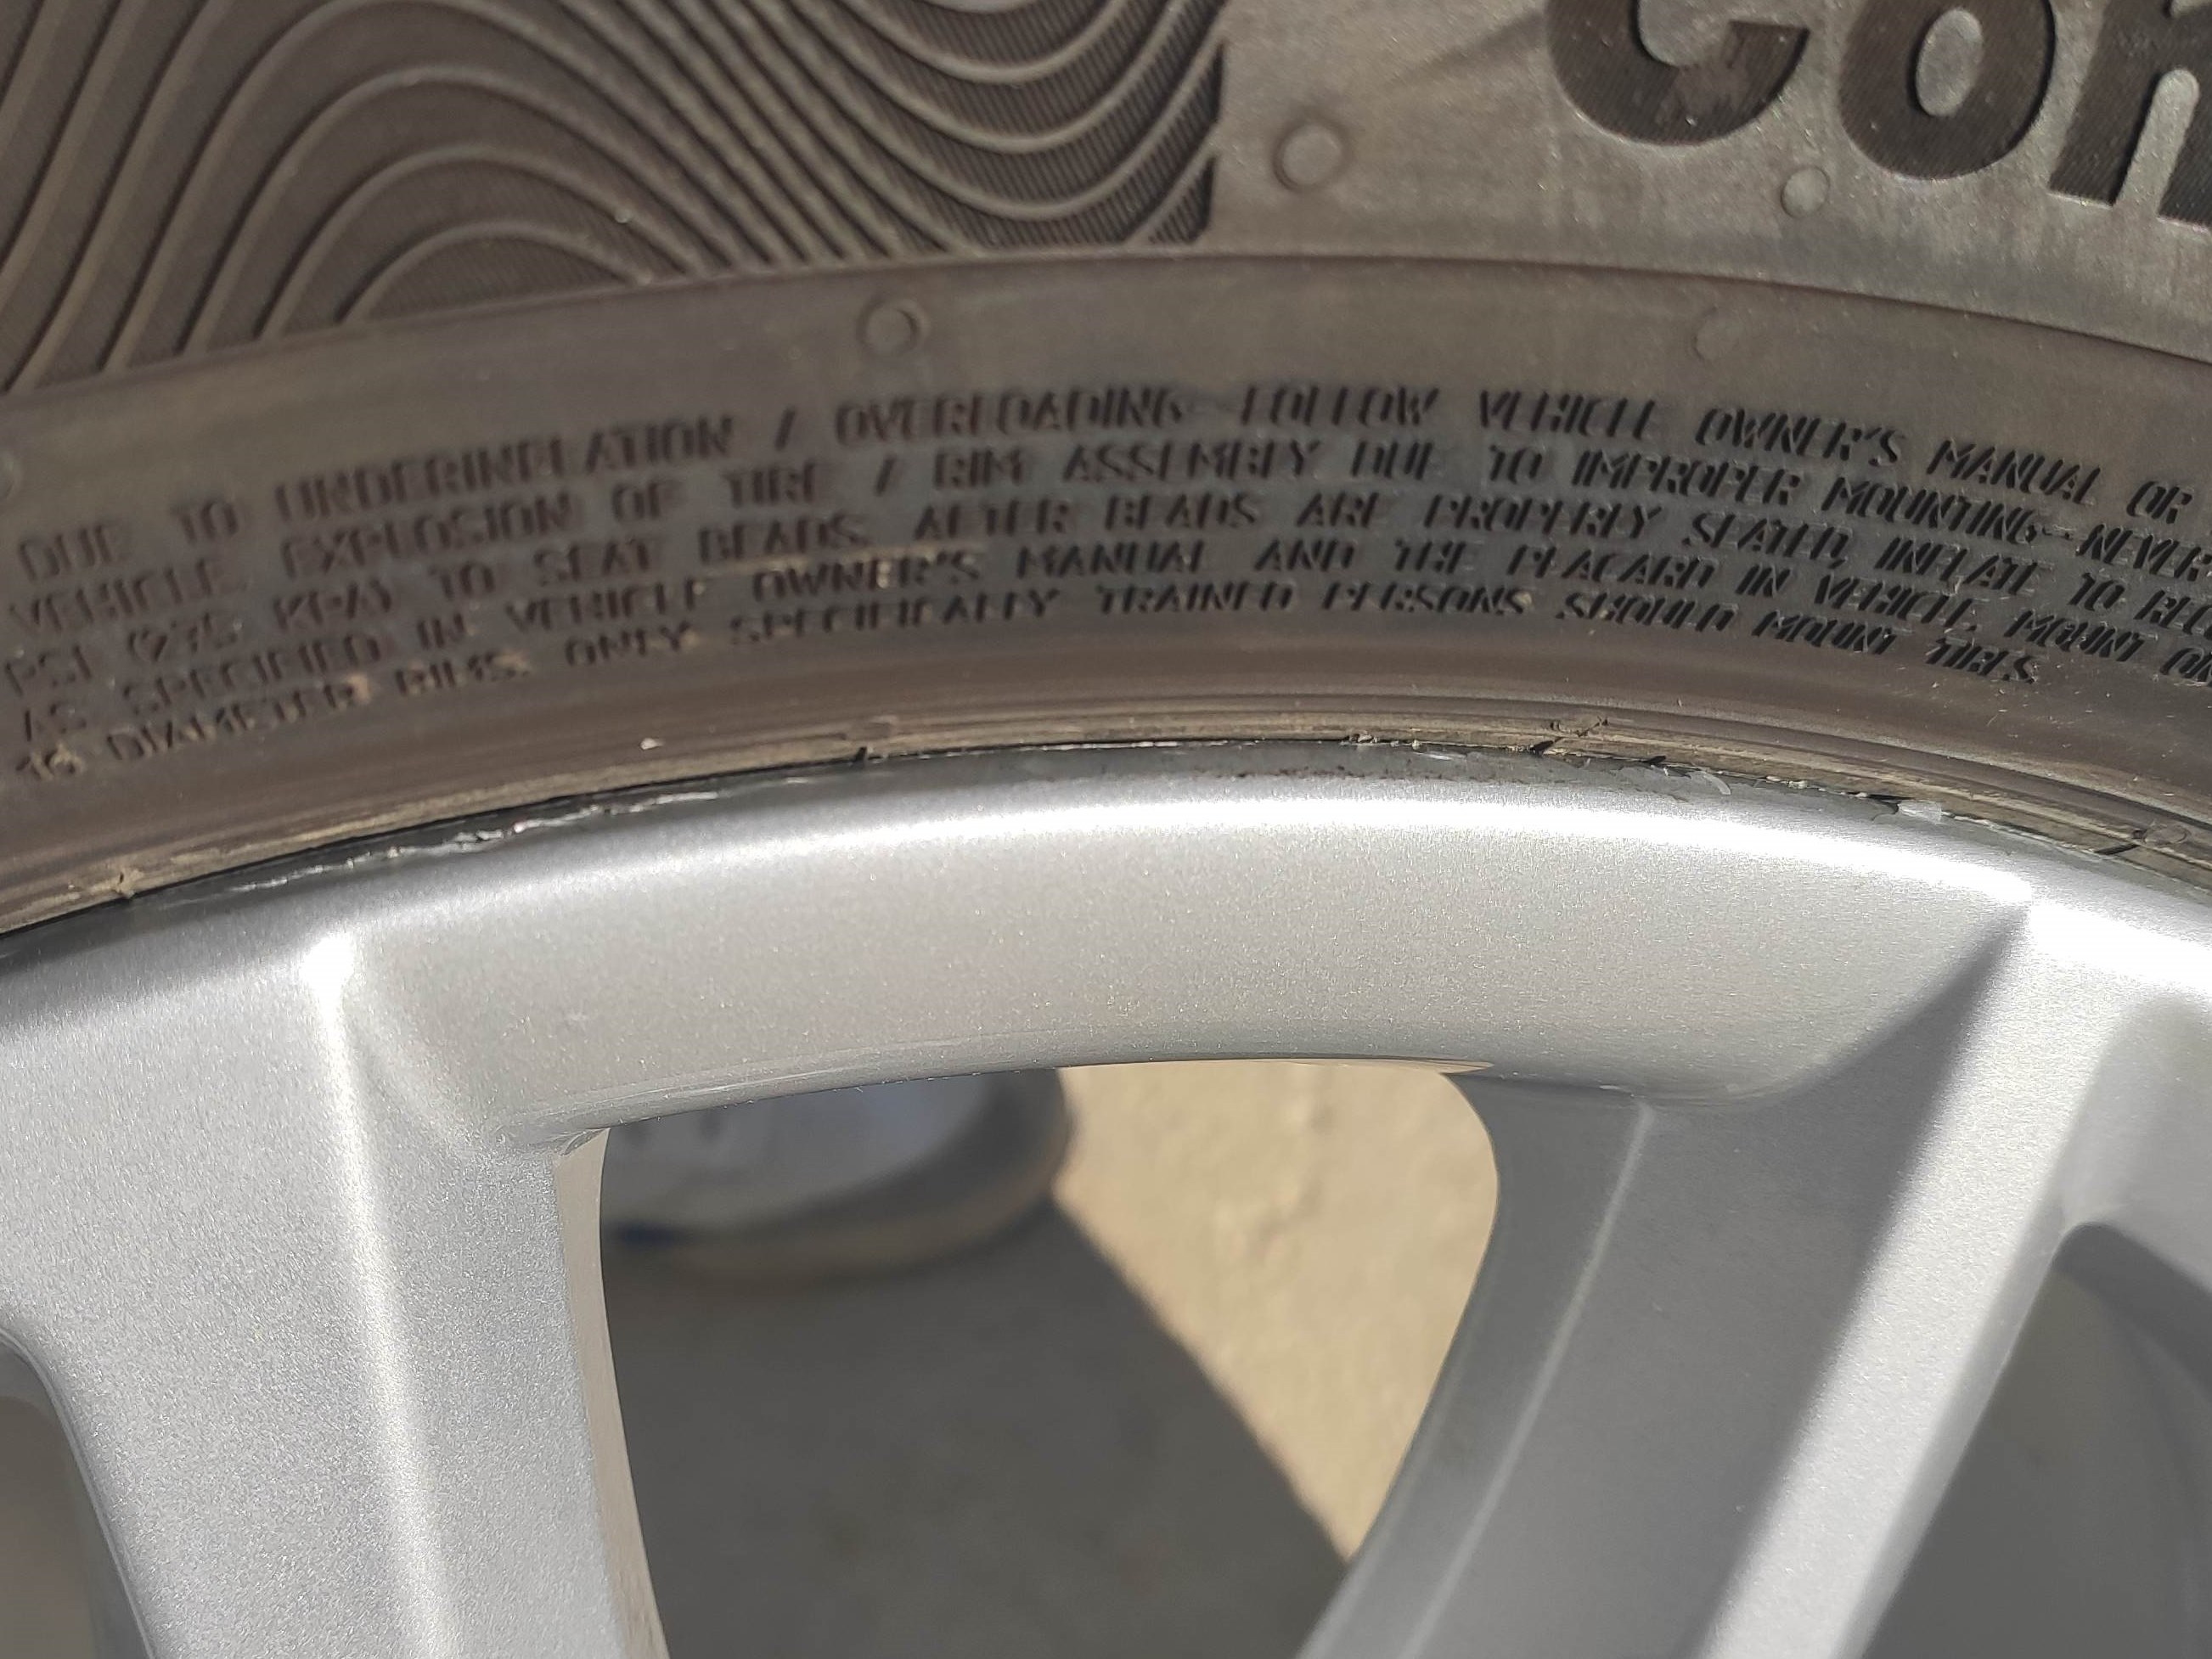 Con
DUE TO UNDERINFLATION / OVERLOADING-FOLLOW VEHICLE OWNER'S MANUAL OR
VEHICLE. EXPLOSION OF TIRE / RIM ASSEMBLY DUE TO IMPROPER MOUNTING-NEVER
PSI (275 KPA) TO SEAT BEADS. AFTER BEADS ARE PROPERLY SEATED, INFLATE TO
AS SPECIFIED IN VEHICLE OWNER'S MANUAL AND THE PLACARD IN VEHICLE. MOUNT
16 DIAMETER RIMS. ONLY SPECIFICALLY TRAINED PERSONS SHOULD MOUNT TIRES.